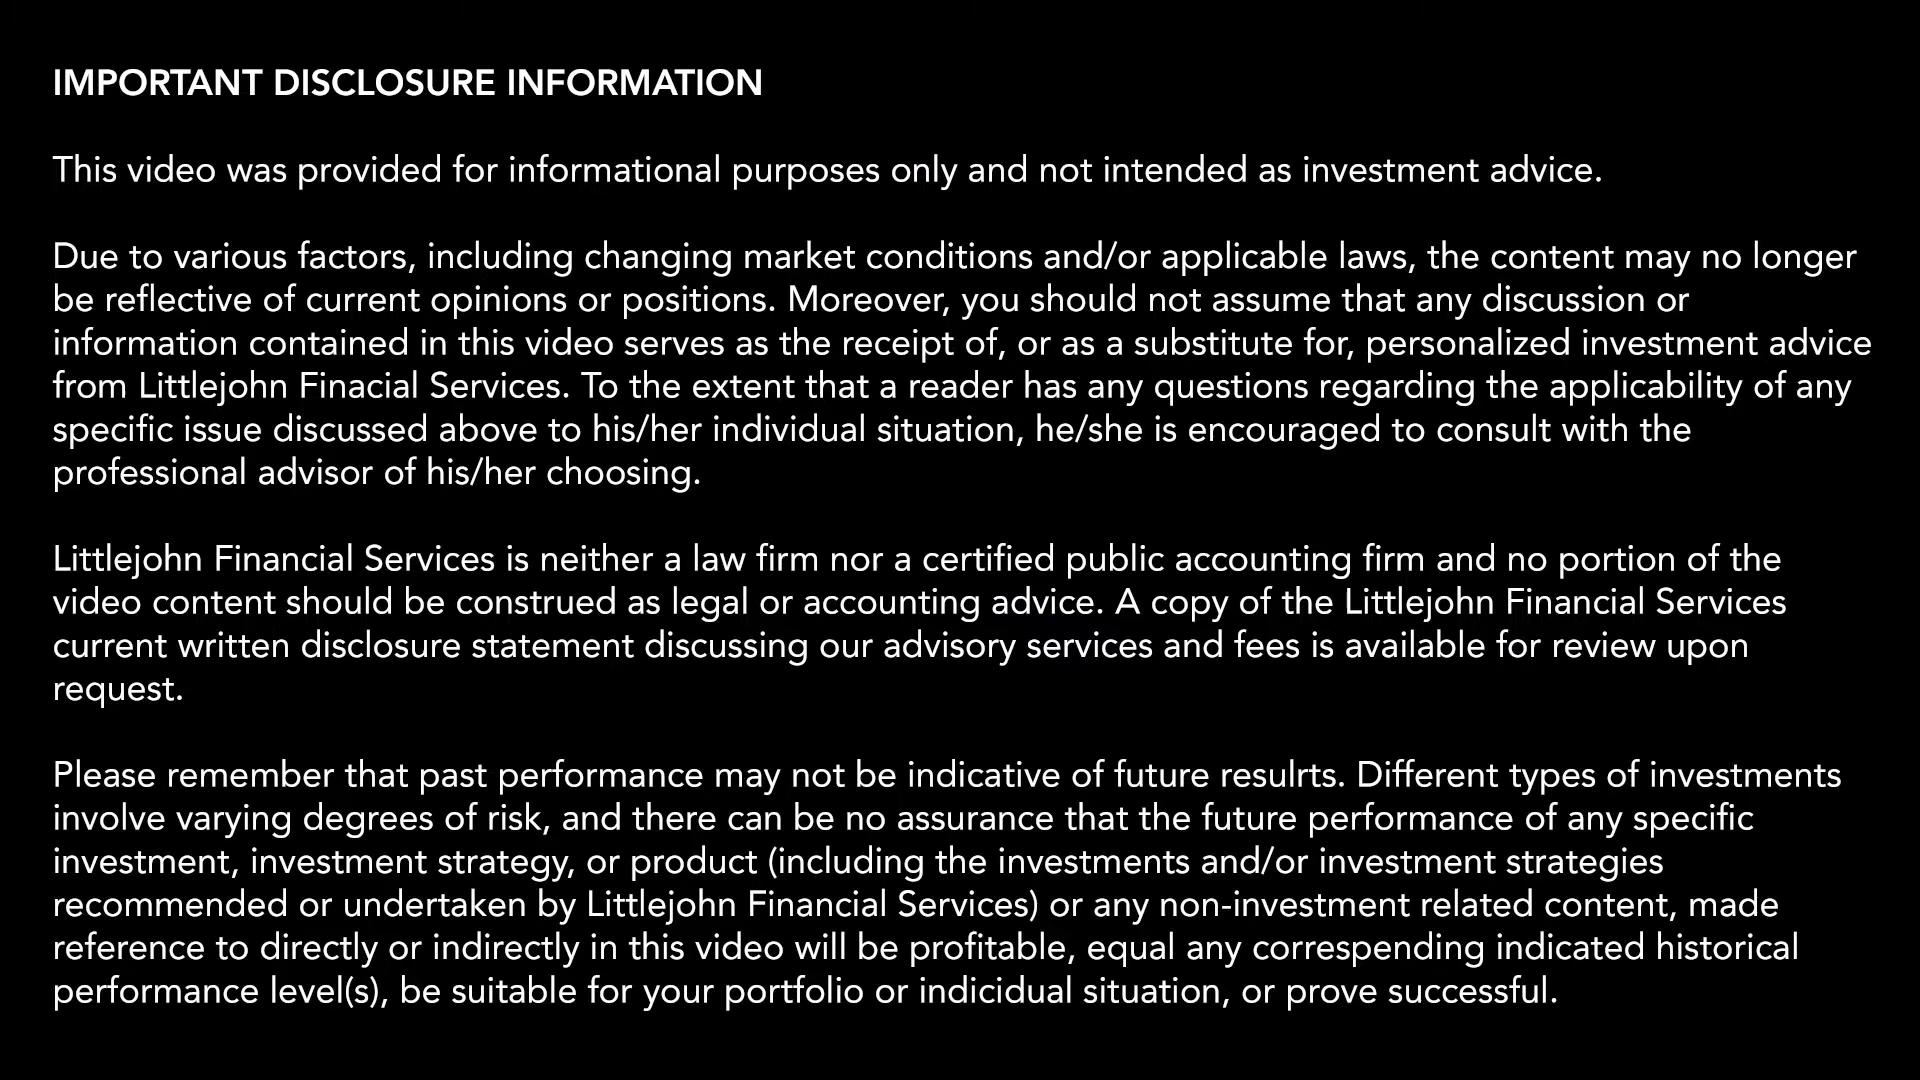 IMPORTANT DISCLOSURE INFORMATION
This video was provided for informational purposes only and not intended as investment advice.
Due to various factors, including changing market conditions and/or applicable laws, the content may no longer
be reflective of current opinions or positions. Moreover, you should not assume that any discussion or
information contained in this video serves as the receipt of, or as a substitute for, personalized investment advice
from Littlejohn Finacial Services. To the extent that a reader has any questions regarding the applicability of any
specific issue discussed above to his/her individual situation, he/she is encouraged to consult with the
professional advisor of his/her choosing.
Littlejohn Financial Services is neither a law firm nor a certified public accounting firm and no portion of the
video content should be construed as legal or accounting advice. A copy of the Littlejohn Financial Services
current written disclosure statement discussing our advisory services and fees is available for review upon
request.
Please remember that past performance may not be indicative of future resulrts. Different types of investments
involve varying degrees of risk, and there can be no assurance that the future performance of any specific
investment, investment strategy, or product (including the investments and/or investment strategies
recommended or undertaken by Littlejohn Financial Services) or any non-investment related content, made
reference to directly or indirectly in this video will be profitable, equal any correspending indicated historical
performance level(s), be suitable for your portfolio or indicidual situation, or prove successful.